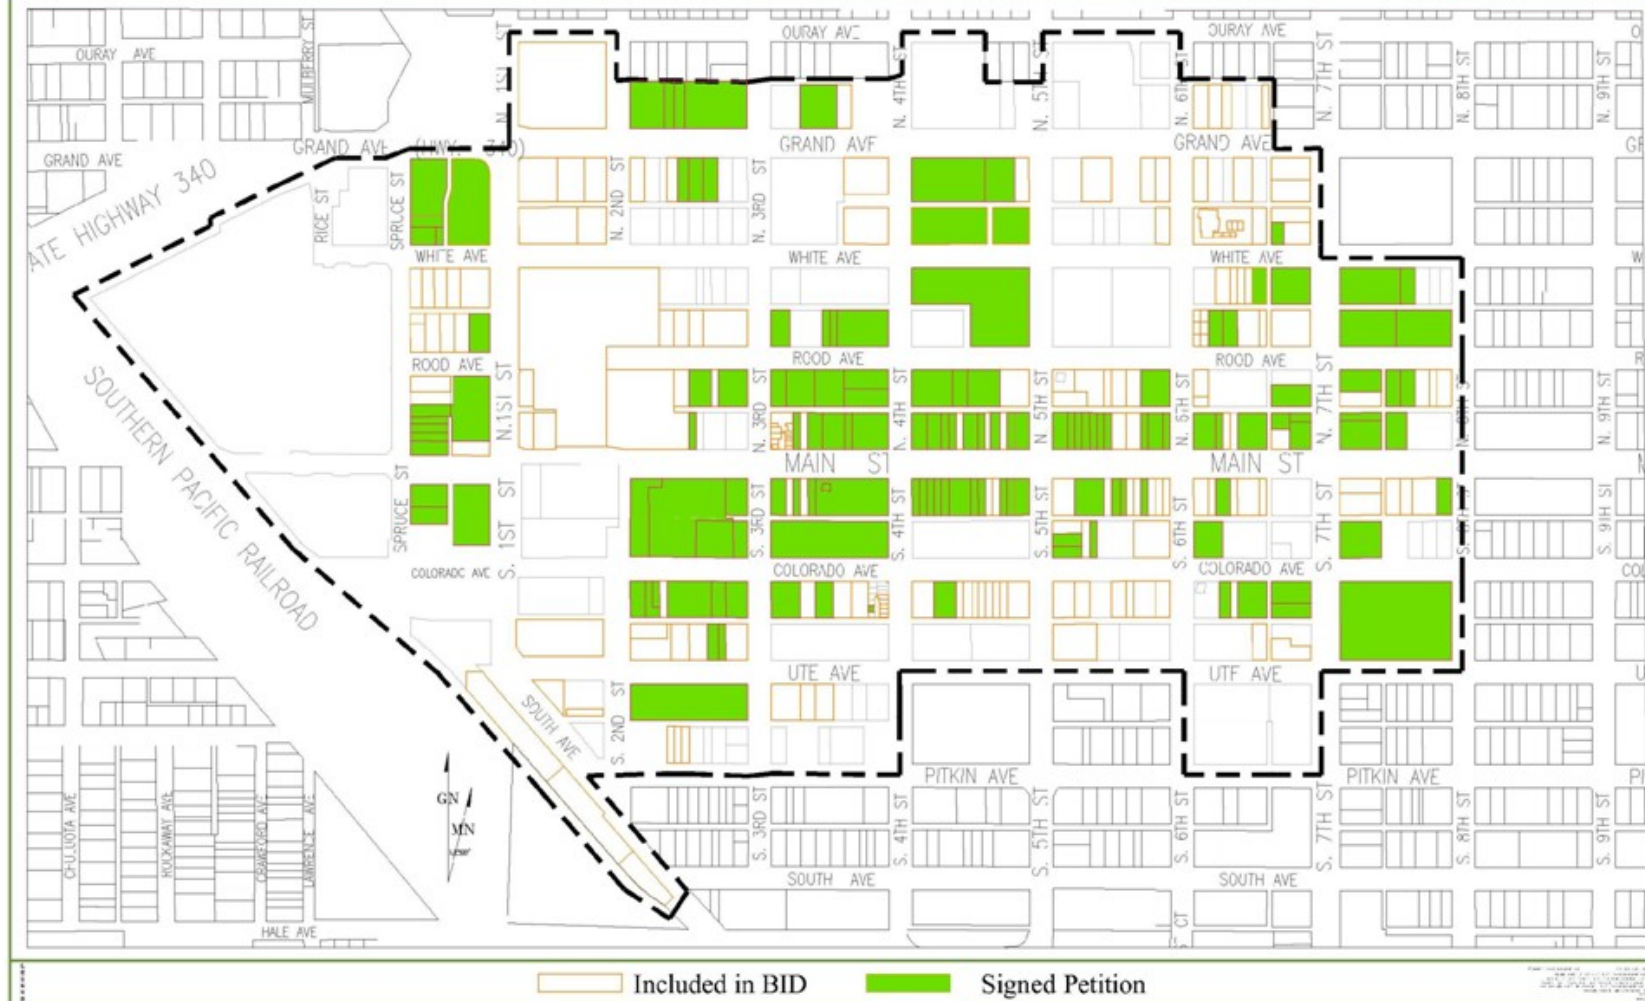 OURAY AVE
MULBERRY ST
N. 1ST ST
OURAY AVE
N. 4TH ST
N. 5TH ST
N. 6TH ST
OURAY AVE
N. 7TH ST
N. 8TH ST
N. 9TH ST
GRAND AVE
GRAND AVE (HWY. 340)
GRAND AVE
GRAND AVE
STATE HIGHWAY 340
RICE ST
SPRUCE ST
N. 2ND ST
N. 3RD ST
WHITE AVE
WHITE AVE
WHITE AVE
ROOD AVE
ROOD AVE
ROOD AVE
N. 1ST ST
N. 3RD ST
N. 4TH ST
N. 5TH ST
N. 6TH ST
N. 7TH ST
N. 8TH ST
N. 9TH ST
MAIN ST
MAIN ST
SOUTHERN PACIFIC RAILROAD
SPRUCE ST
S. 1ST ST
S. 3RD ST
S. 4TH ST
S. 5TH ST
S. 6TH ST
S. 7TH ST
S. 9TH ST
COLORADO AVE
COLORADO AVE
COLORADO AVE
UTE AVE
UTE AVE
SOUTH AVE
S. 2ND ST
PITKIN AVE
PITKIN AVE
GN
MN
CHULUOTA AVE
ROCKAWAY AVE
CRAWFORD AVE
LAWRENCE AVE
S. 3RD ST
S. 4TH ST
S. 5TH ST
S. 6TH ST
S. 7TH ST
S. 8TH ST
S. 9TH ST
SOUTH AVE
SOUTH AVE
HALE AVE
CT
Included in BID
Signed Petition